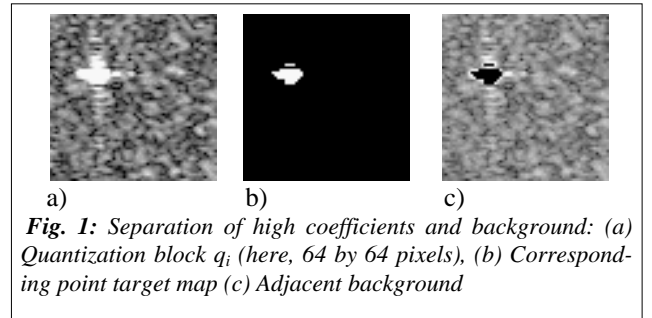 a) b) c)
Fig. 1: Separation of high coefficients and background: (a)
Quantization block qi (here, 64 by 64 pixels), (b) Correspond-
ing point target map (c) Adjacent background